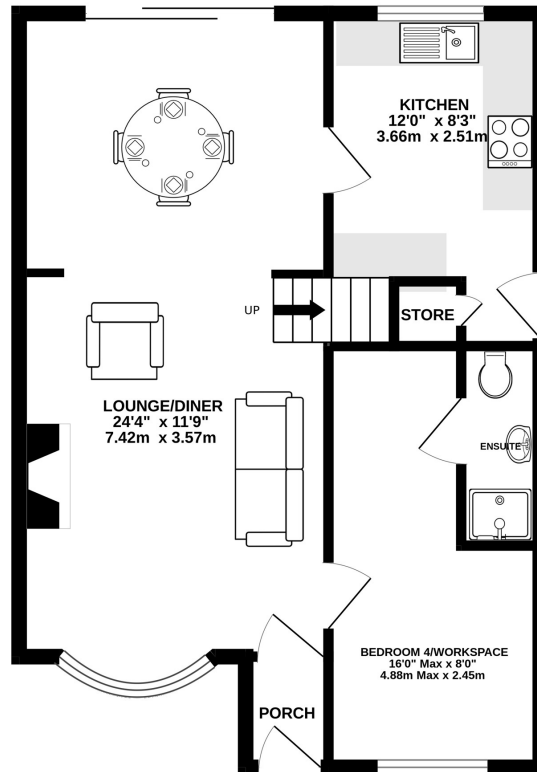 KITCHEN
12'0" x 8'3"
3.66m x 2.51m
UP
STORE
LOUNGE/DINER
24'4" x 11'9"
7.42m x 3.57m
ENSUITE
BEDROOM 4/WORKSPACE
16'0" Max x 8'0"
4.88m Max x 2.45m
PORCH